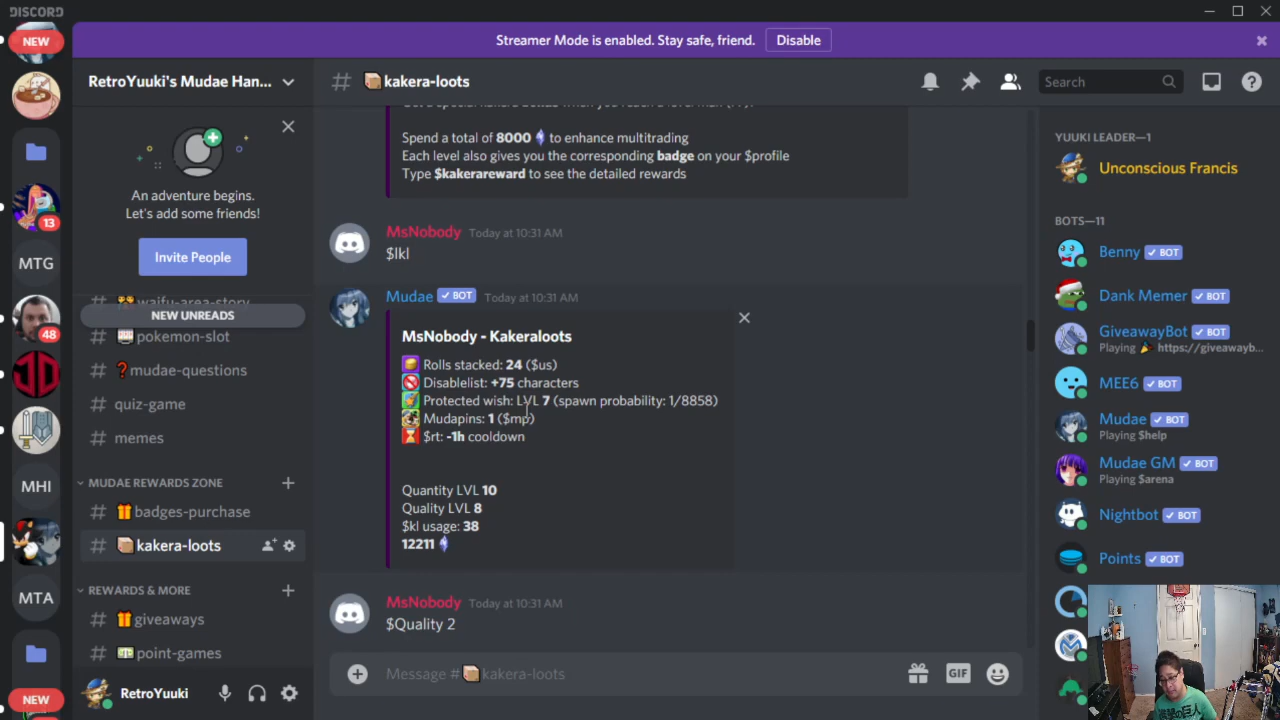 DISCORD
Streamer Mode is enabled. Stay safe, friend.
Disable
NEW
13
MTG
48
MHI
MTA
NEW
RetroYuuki's Mudae Han...
An adventure begins.
Let's add some friends!
Invite People
waifu-area-story
NEW UNREADS
pokemon-slot
mudae-questions
quiz-game
memes
MUDAE REWARDS ZONE
badges-purchase
kakera-loots
REWARDS & MORE
giveaways
point-games
RetroYuuki
# kakera-loots
Search
Spend a total of 8000 to enhance multitrading
Each level also gives you the corresponding badge on your $profile
Type $kakerareward to see the detailed rewards
MsNobody Today at 10:31 AM
$lkl
Mudae ✓ BOT Today at 10:31 AM
MsNobody - Kakeraloots
Rolls stacked: 24 ($us)
Disablelist: +75 characters
Protected wish: LVL 7 (spawn probability: 1/8858)
Mudapins: 1 ($mp)
$rt: -1h cooldown
Quantity LVL 10
Quality LVL 8
$kl usage: 38
12211
MsNobody Today at 10:31 AM
$Quality 2
Message # kakera-loots
GIF
YUUKI LEADER—1
Unconscious Francis
BOTS—11
Benny ✓ BOT
Dank Memer ✓ BOT
GiveawayBot ✓ BOT
Playing https://giveawayb...
MEE6 ✓ BOT
Mudae ✓ BOT
Playing $help
Mudae GM ✓ BOT
Playing $arena
Nightbot ✓ BOT
Points ✓ BOT